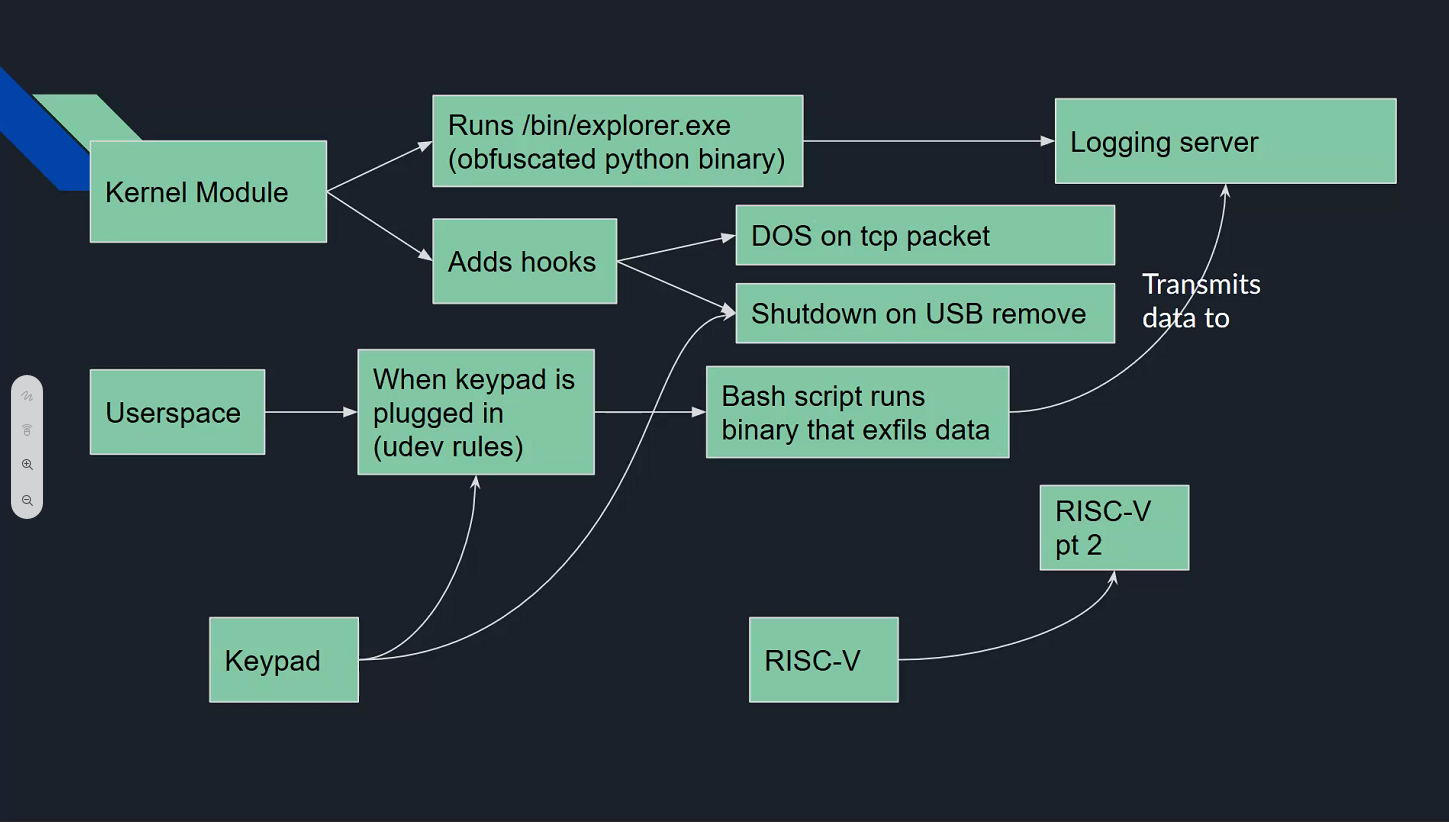 Runs /bin/explorer.exe
(obfuscated python binary)
Logging server
Kernel Module
DOS on tcp packet
Adds hooks
Transmits
data to
Shutdown on USB remove
When keypad is
plugged in
(udev rules)
Userspace
Bash script runs
binary that exfils data
RISC-V
pt 2
Keypad
RISC-V